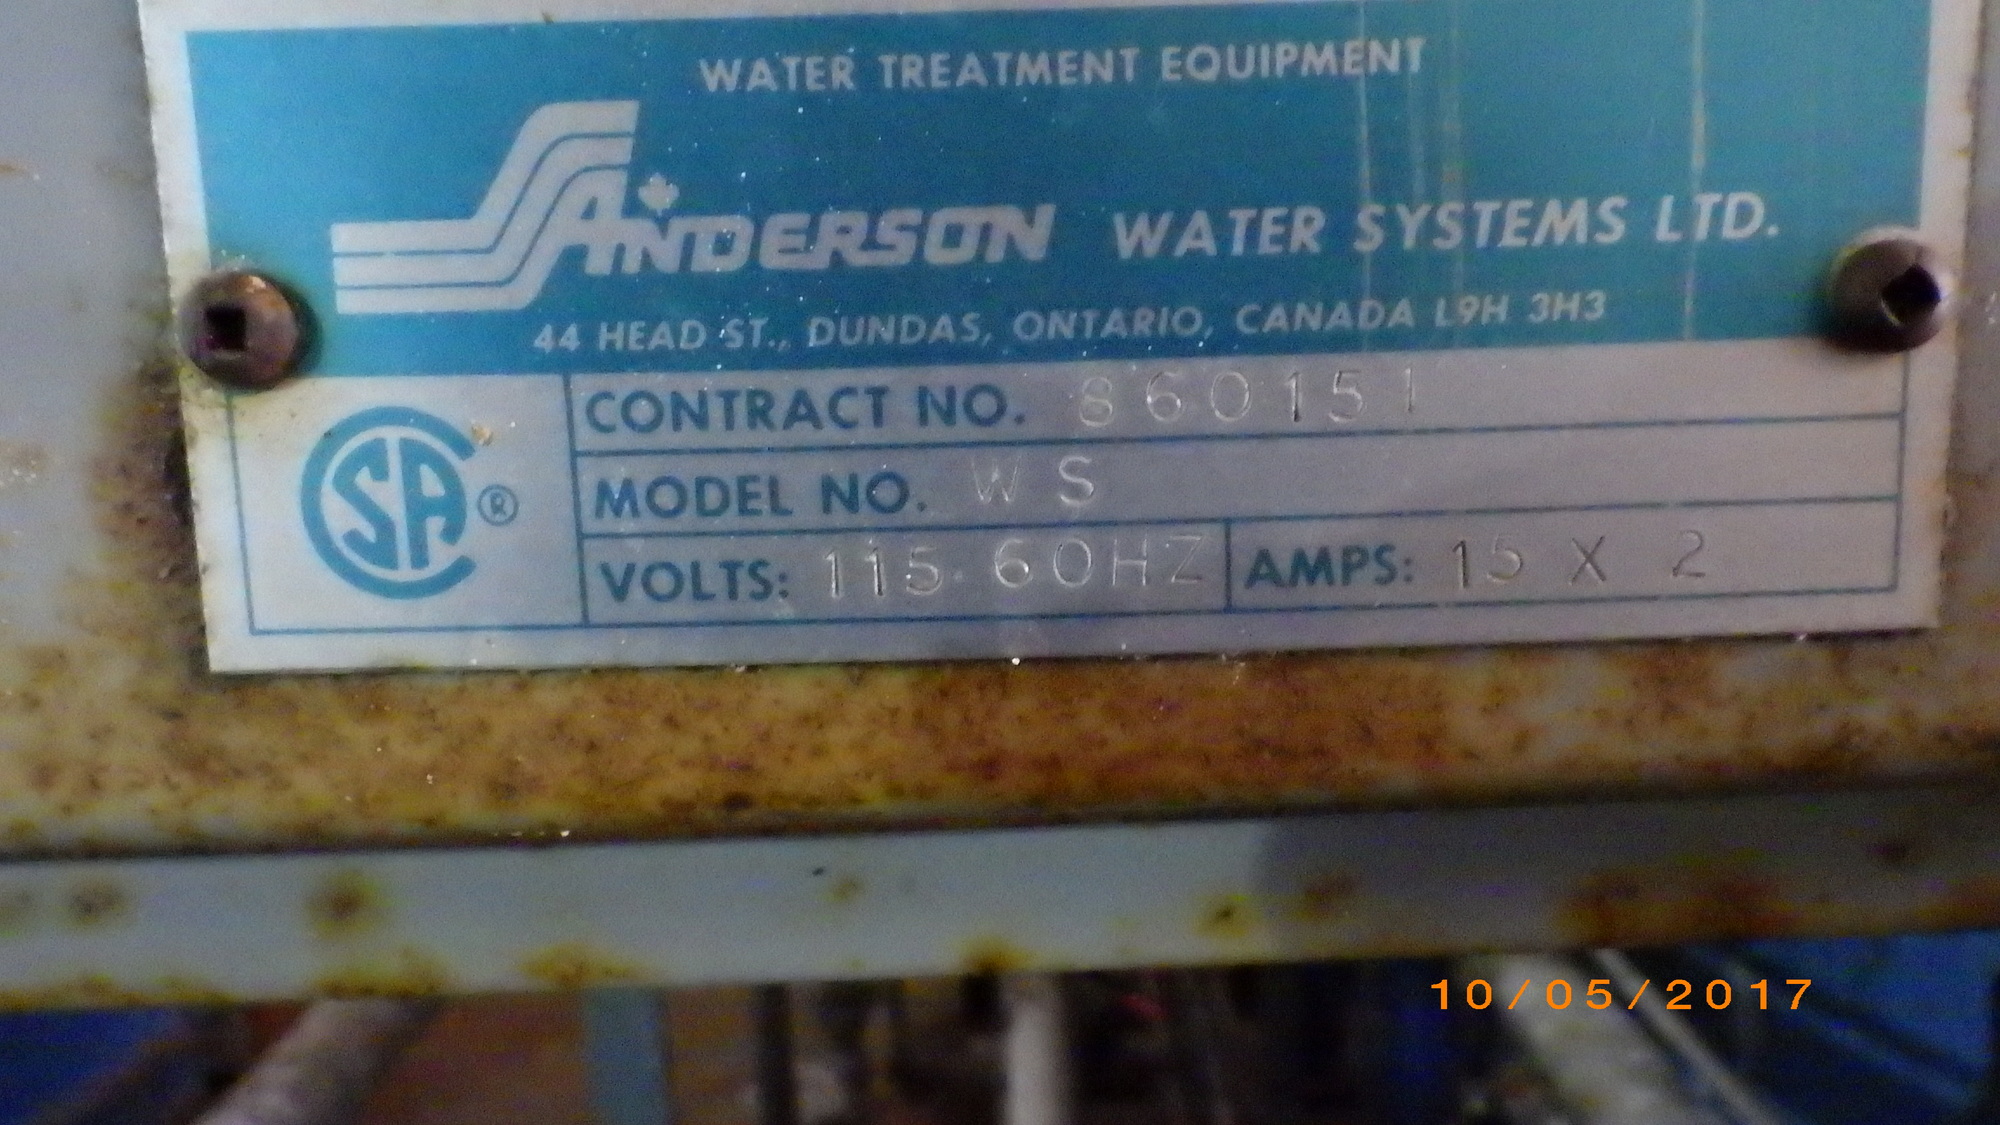 WATER TREATMENT EQUIPMENT
ANDERSON WATER SYSTEMS LTD.
44 HEAD ST., DUNDAS, ONTARIO, CANADA L9H 3H3
CSA ®
CONTRACT NO. 860151
MODEL NO. WS
VOLTS: 115 60HZ AMPS: 15 X 2
10/05/2017